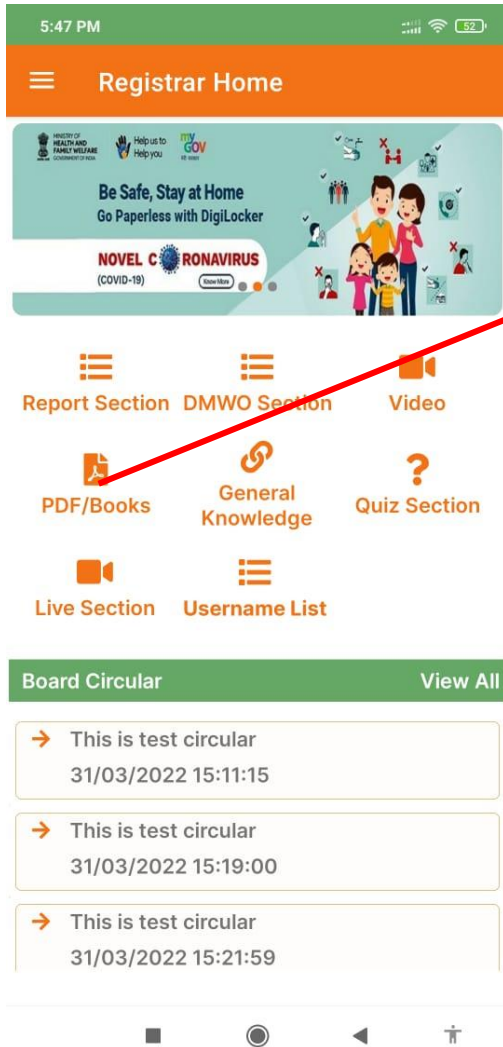 5:47 PM
52
Registrar Home
MINISTRY OF
HEALTH AND
FAMILY WELFARE
GOVERNMENT OF INDIA
Help us to
Help you
my
GOV
Be Safe, Stay at Home
Go Paperless with DigiLocker
NOVEL C RONAVIRUS
(COVID-19)
Know More
Report Section DMWO Section Video
PDF/Books General Knowledge Quiz Section
Live Section Username List
Board Circular View All
This is test circular
31/03/2022 15:11:15
This is test circular
31/03/2022 15:19:00
This is test circular
31/03/2022 15:21:59